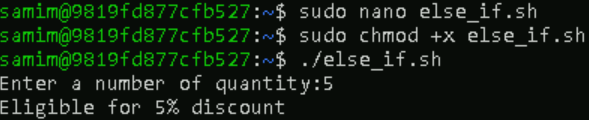 samim@9819fd877cfb527:~$ sudo nano else_if.sh
samim@9819fd877cfb527:~$ sudo chmod +x else_if.sh
samim@9819fd877cfb527:~$ ./else_if.sh
Enter a number of quantity:5
Eligible for 5% discount